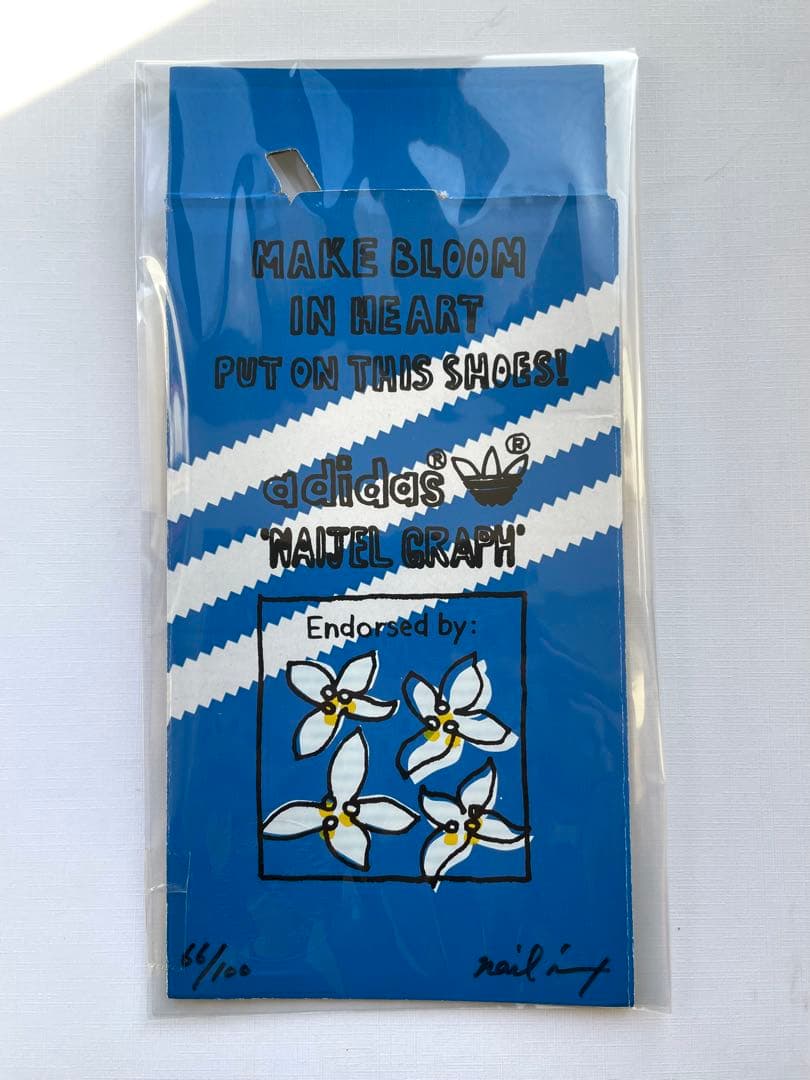 MAKE BLOOM
IN HEART
PUT ON THIS SHOES!
adidas® ®
"NAIJEL GRAPH"
Endorsed by:
66/100